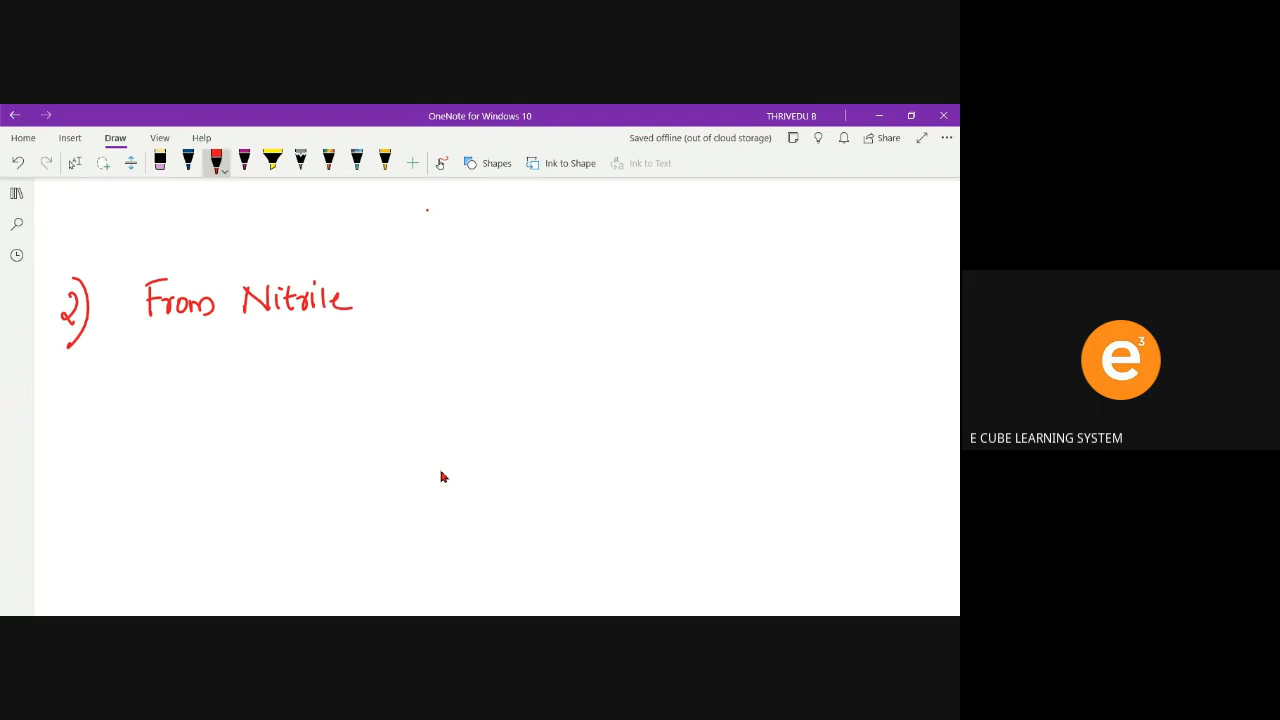 OneNote for Windows 10
THRIVEDU B
Home Insert Draw View Help
Saved offline (out of cloud storage)
Share
Shapes
Ink to Shape
Ink to Text
2) From Nitrile
e3
E CUBE LEARNING SYSTEM